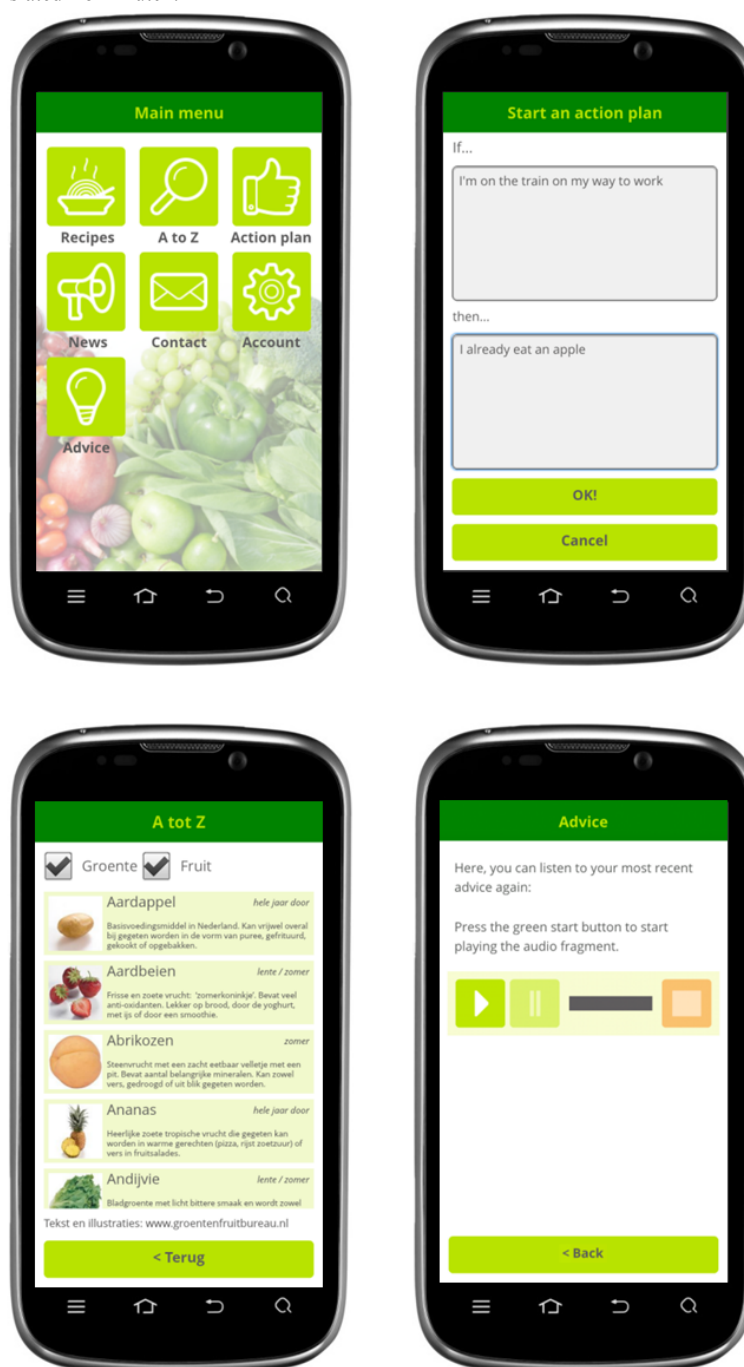 Main menu
Recipes
A to Z
Action plan
News
Contact
Account
Advice
Start an action plan
If...
I'm on the train on my way to work
then...
I already eat an apple
OK!
Cancel
A tot Z
Groente
Fruit
Aardappel
hele jaar door
Basisvoedingsmiddel in Nederland. Kan vrijwel overal
bij gegeten worden in de vorm van puree, gefrituurd,
gekookt of opgebakken.
Aardbeien
lente / zomer
Frisse en zoete vrucht: 'zomerkoninkje'. Bevat veel
anti-oxidanten. Lekker op brood, door de yoghurt,
met ijs of door een smoothie.
Abrikozen
zomer
Steenvrucht met een zacht eetbaar velletje met een
pit. Bevat aantal belangrijke mineralen. Kan zowel
vers, gedroogd of uit blik gegeten worden.
Ananas
hele jaar door
Heerlijke zoete tropische vrucht die gegeten kan
worden in warme gerechten (pizza, rijst zoetzuur) of
vers in fruitsalades.
Andijvie
lente / zomer
Bladgroente met licht bittere smaak en wordt zowel
Tekst en illustraties: www.groentenfruitbureau.nl
< Terug
Advice
Here, you can listen to your most recent
advice again:
Press the green start button to start
playing the audio fragment.
< Back